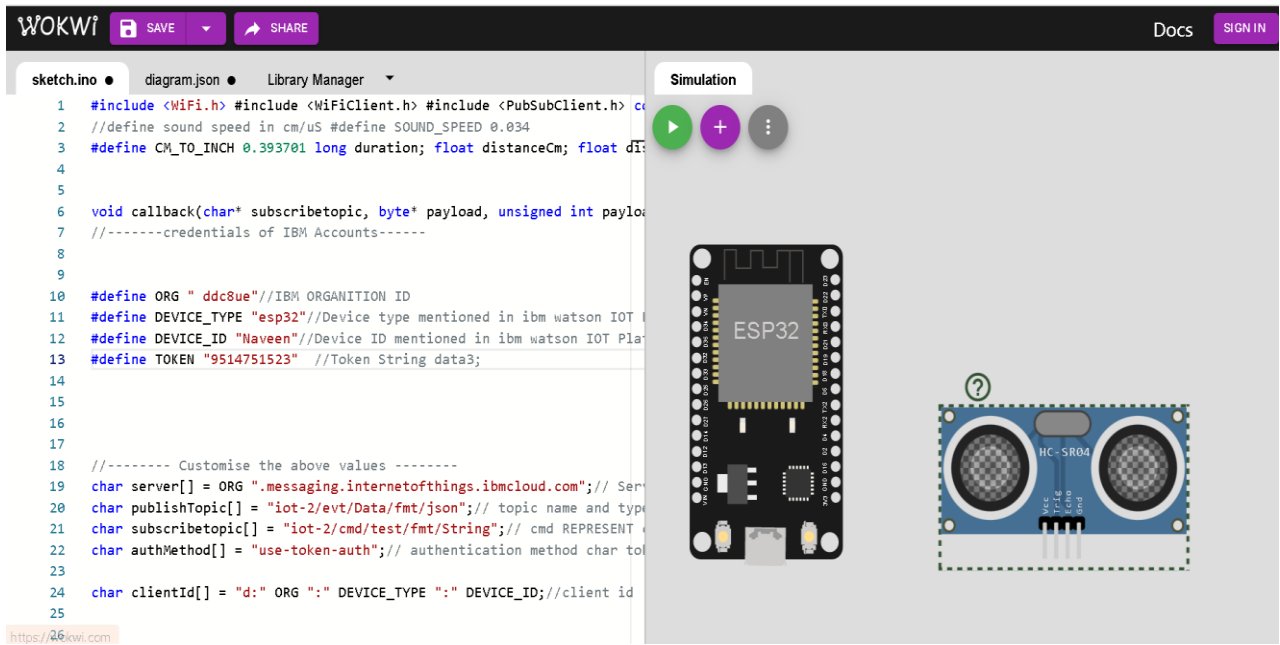 WOKWI SAVE SHARE Docs SIGN IN
sketch.ino ● diagram.json ● Library Manager Simulation
1 #include <WiFi.h> #include <WiFiClient.h> #include <PubSubClient.h>
2 //define sound speed in cm/uS #define SOUND_SPEED 0.034
3 #define CM_TO_INCH 0.393701 long duration; float distanceCm; float
4
5
6 void callback(char* subscribetopic, byte* payload, unsigned int
7 //-------credentials of IBM Accounts------
8
9
10 #define ORG " ddc8ue"//IBM ORGANITION ID
11 #define DEVICE_TYPE "esp32"//Device type mentioned in ibm watson IOT
12 #define DEVICE_ID "Naveen"//Device ID mentioned in ibm watson IOT
13 #define TOKEN "9514751523" //Token String data3;
14
15
16
17
18 //-------- Customise the above values --------
19 char server[] = ORG ".messaging.internetofthings.ibmcloud.com";//
20 char publishTopic[] = "iot-2/evt/Data/fmt/json";// topic name and
21 char subscribetopic[] = "iot-2/cmd/test/fmt/String";// cmd REPRESENT
22 char authMethod[] = "use-token-auth";// authentication method char
23
24 char clientId[] = "d:" ORG ":" DEVICE_TYPE ":" DEVICE_ID;//client id
25
26
https://wokwi.com
ESP32
?
HC-SR04
Vcc
Trig
Echo
Gnd